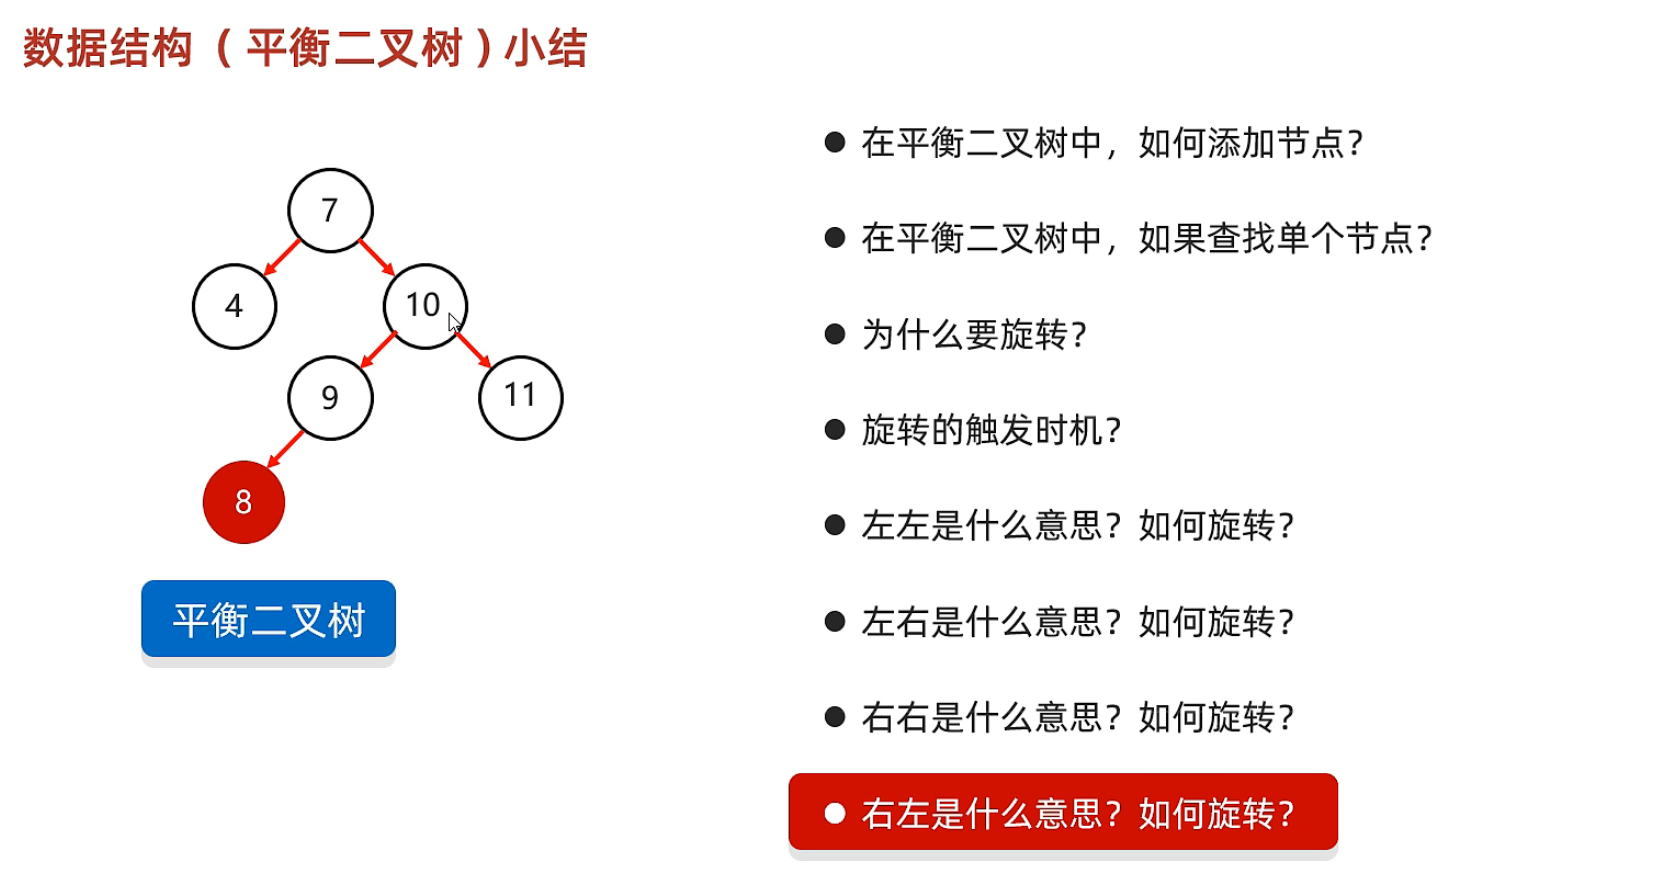 数据结构（平衡二叉树）小结
7
4
10
9
11
8
平衡二叉树
● 在平衡二叉树中，如何添加节点？
● 在平衡二叉树中，如果查找单个节点？
● 为什么要旋转？
● 旋转的触发时机？
● 左左是什么意思？如何旋转？
● 左右是什么意思？如何旋转？
● 右右是什么意思？如何旋转？
● 右左是什么意思？如何旋转？